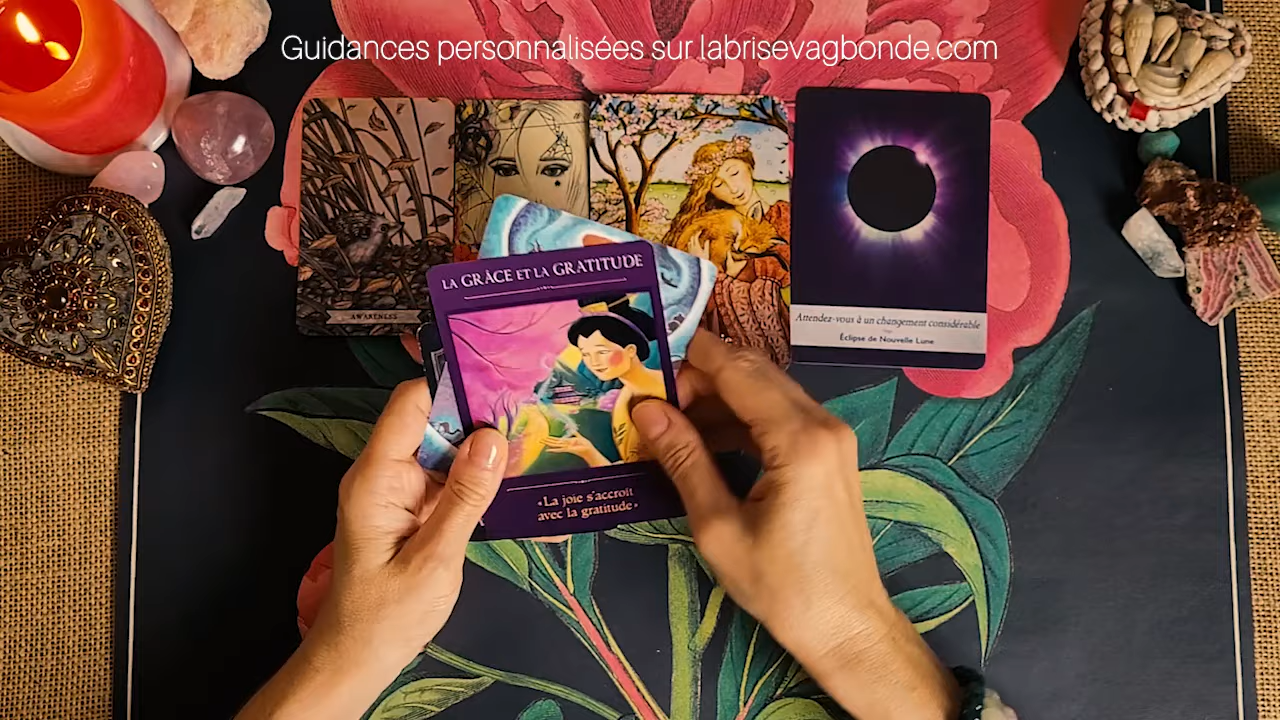 Guidances personnalisées sur labrisevagbonde.com
AWARENESS
Attendez-vous à un changement considérable
Éclipse de Nouvelle Lune
LA GRÂCE ET LA GRATITUDE
«La joie s'accroît
avec la gratitude»